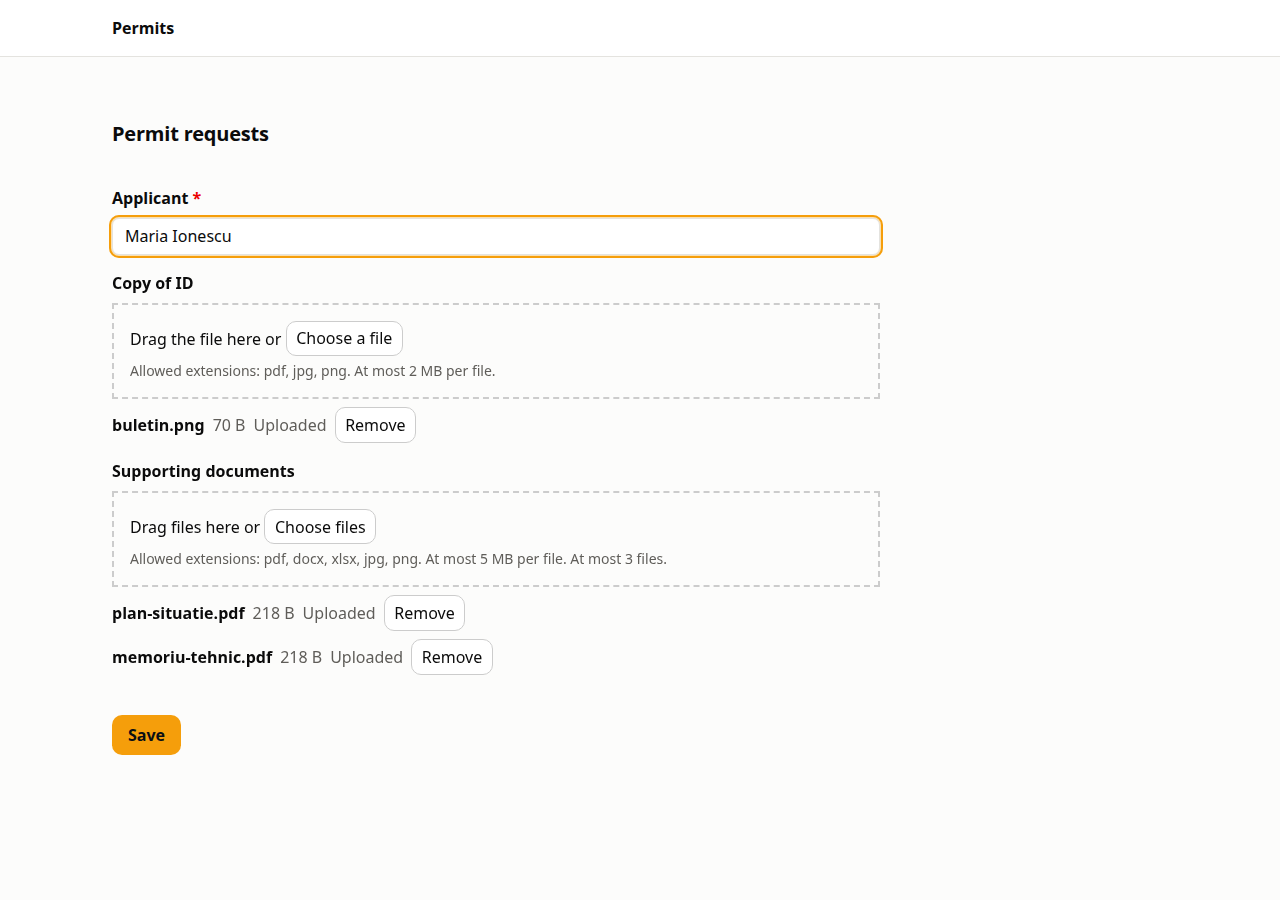 Permits
Permit requests
Applicant *
Maria Ionescu
Copy of ID
Drag the file here or Choose a file
Allowed extensions: pdf, jpg, png. At most 2 MB per file.
buletin.png 70 B Uploaded Remove
Supporting documents
Drag files here or Choose files
Allowed extensions: pdf, docx, xlsx, jpg, png. At most 5 MB per file. At most 3 files.
plan-situatie.pdf 218 B Uploaded Remove
memoriu-tehnic.pdf 218 B Uploaded Remove
Save